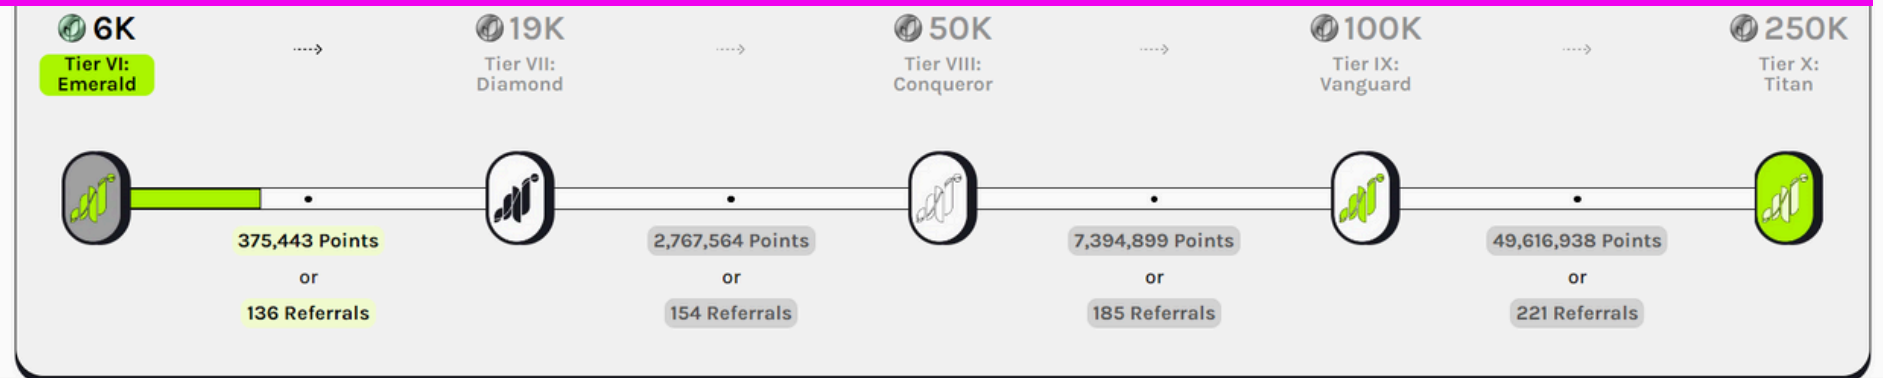 6K
Tier VI:
Emerald
19K
Tier VII:
Diamond
50K
Tier VIII:
Conqueror
100K
Tier IX:
Vanguard
250K
Tier X:
Titan
375,443 Points
or
136 Referrals
2,767,564 Points
or
154 Referrals
7,394,899 Points
or
185 Referrals
49,616,938 Points
or
221 Referrals